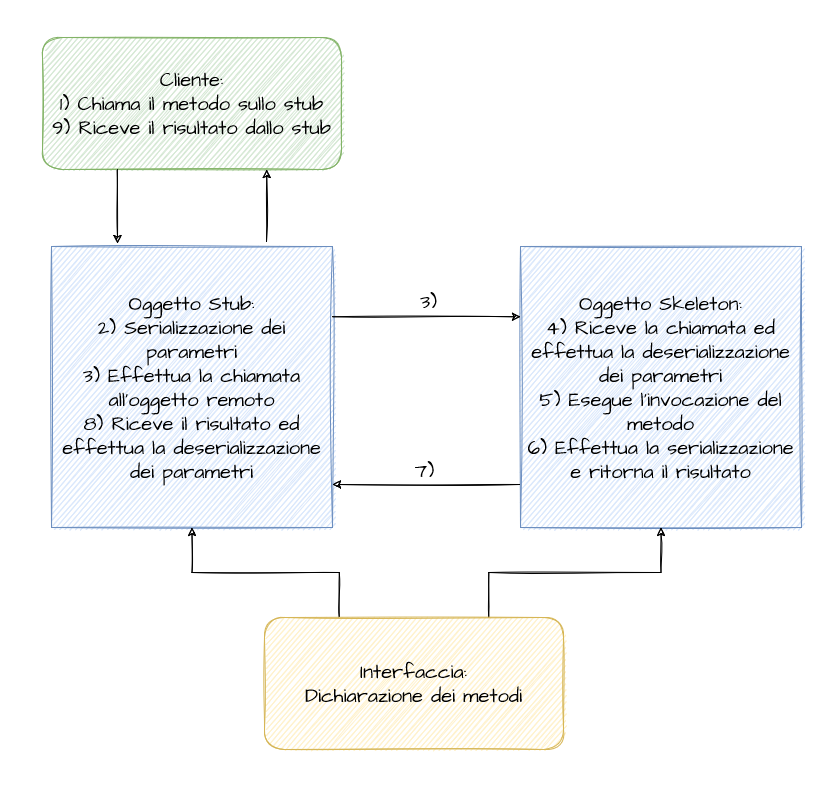 Cliente:
1) Chiama il metodo sullo stub
9) Riceve il risultato dallo stub
Oggetto Stub:
2) Serializzazione dei
parametri
3) Effettua la chiamata
all'oggetto remoto
8) Riceve il risultato ed
effettua la deserializzazione
dei parametri
3)
7)
Oggetto Skeleton:
4) Riceve la chiamata ed
effettua la deserializzazione
dei parametri
5) Esegue l'invocazione del
metodo
6) Effettua la serializzazione
e ritorna il risultato
Interfaccia:
Dichiarazione dei metodi